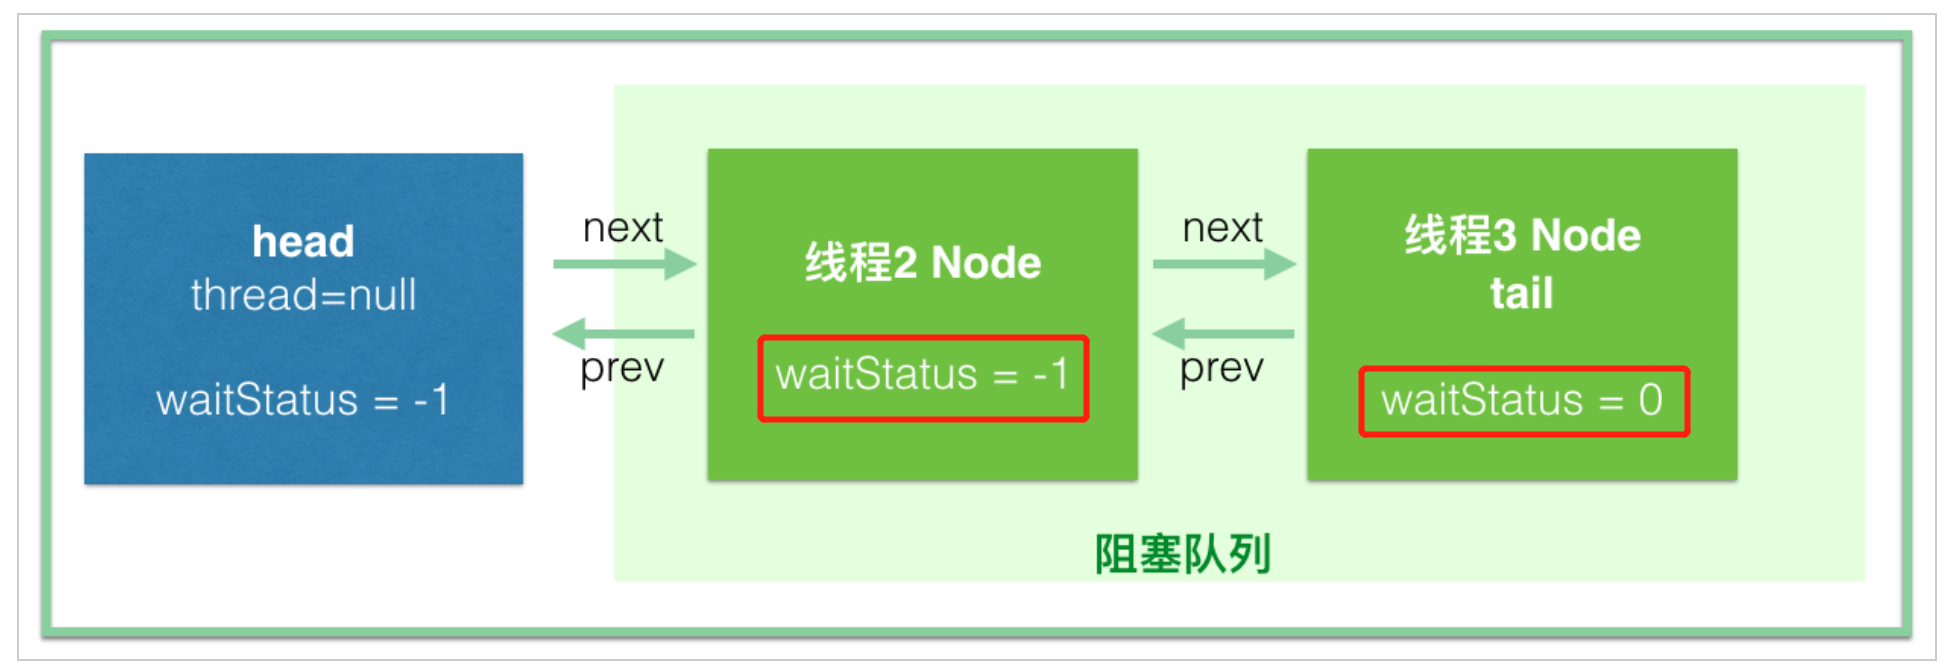 head
thread=null
waitStatus = -1
next
prev
线程2 Node
waitStatus = -1
next
prev
线程3 Node
tail
waitStatus = 0
阻塞队列